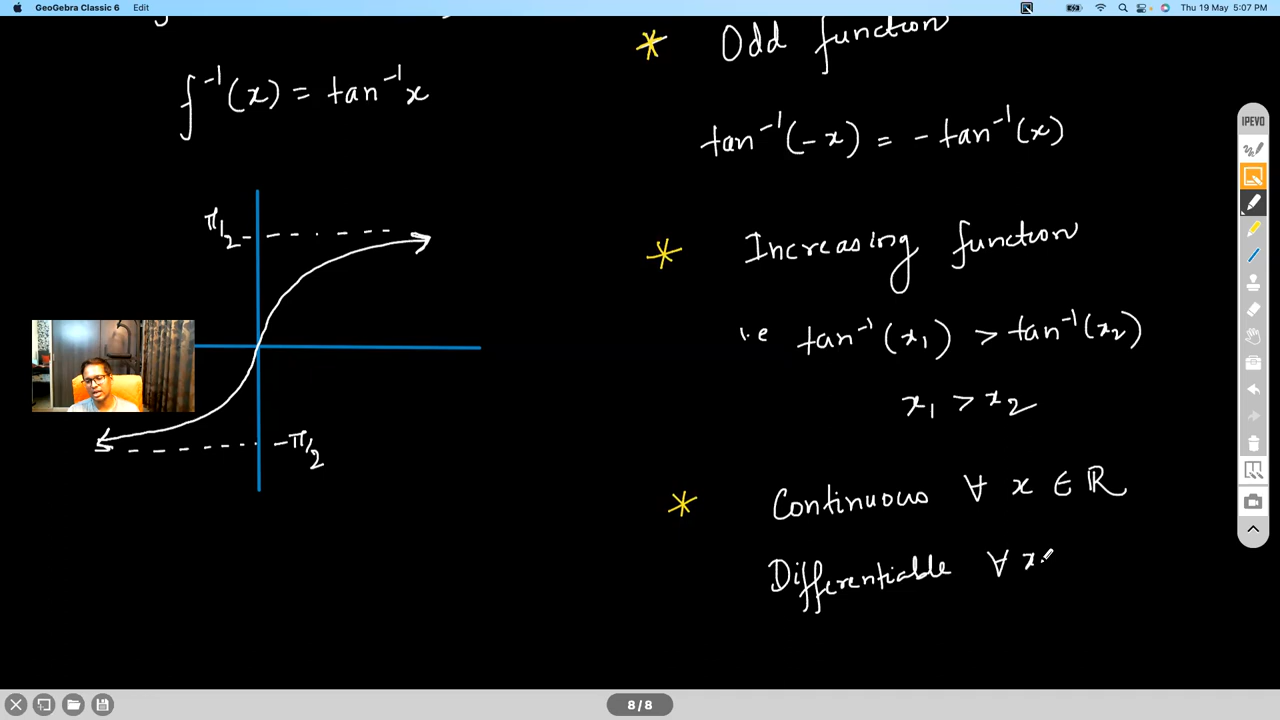 GeoGebra Classic 6 Edit Thu 19 May 5:07 PM
f⁻¹(x) = tan⁻¹x
π/2
-π/2
* Odd function
tan⁻¹(-x) = - tan⁻¹(x)
* Increasing function
i.e tan⁻¹(x₁) > tan⁻¹(x₂)
x₁ > x₂
* Continuous ∀ x ∈ ℝ
Differentiable ∀ x
IPEVO
8 / 8